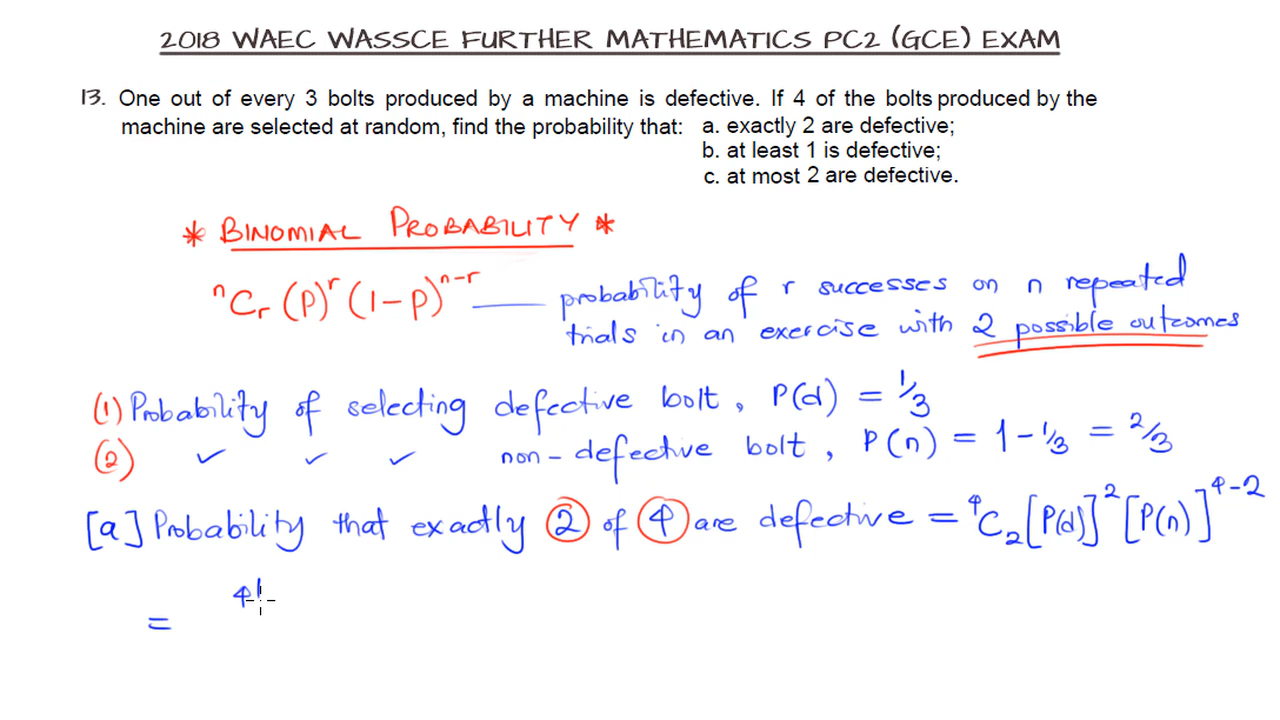 2018 WAEC WASSCE FURTHER MATHEMATICS PC2 (GCE) EXAM
13. One out of every 3 bolts produced by a machine is defective. If 4 of the bolts produced by the
machine are selected at random, find the probability that: a. exactly 2 are defective;
b. at least 1 is defective;
c. at most 2 are defective.
* BINOMIAL PROBABILITY *
ⁿCᵣ (P)ʳ (1-P)ⁿ⁻ʳ — probability of r successes on n repeated
trials in an exercise with 2 possible outcomes
(1) Probability of selecting defective bolt, P(d) = 1/3
(2) ✓ ✓ ✓ non-defective bolt, P(n) = 1 - 1/3 = 2/3
[a] Probability that exactly 2 of 4 are defective = ⁴C₂ [P(d)]² [P(n)]⁴⁻²
4!
=